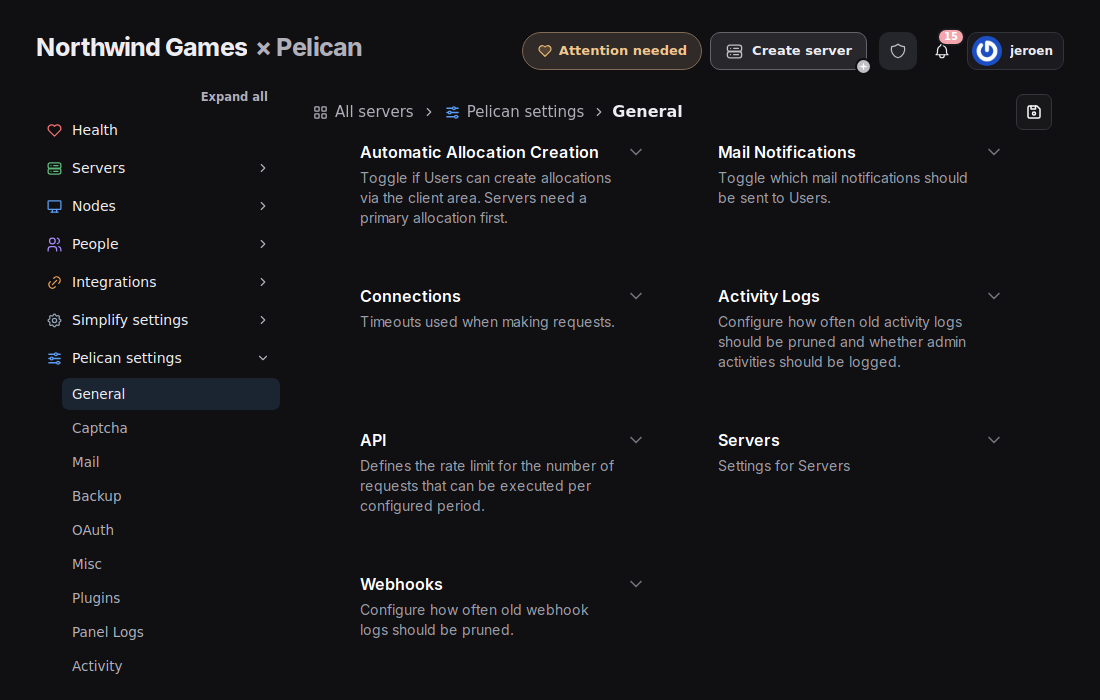 Northwind Games × Pelican
Attention needed
Create server
15
jeroen
Expand all
Health
Servers
Nodes
People
Integrations
Simplify settings
Pelican settings
General
Captcha
Mail
Backup
OAuth
Misc
Plugins
Panel Logs
Activity
All servers > Pelican settings > General
Automatic Allocation Creation
Toggle if Users can create allocations
via the client area. Servers need a
primary allocation first.
Mail Notifications
Toggle which mail notifications should
be sent to Users.
Connections
Timeouts used when making requests.
Activity Logs
Configure how often old activity logs
should be pruned and whether admin
activities should be logged.
API
Defines the rate limit for the number of
requests that can be executed per
configured period.
Servers
Settings for Servers
Webhooks
Configure how often old webhook
logs should be pruned.